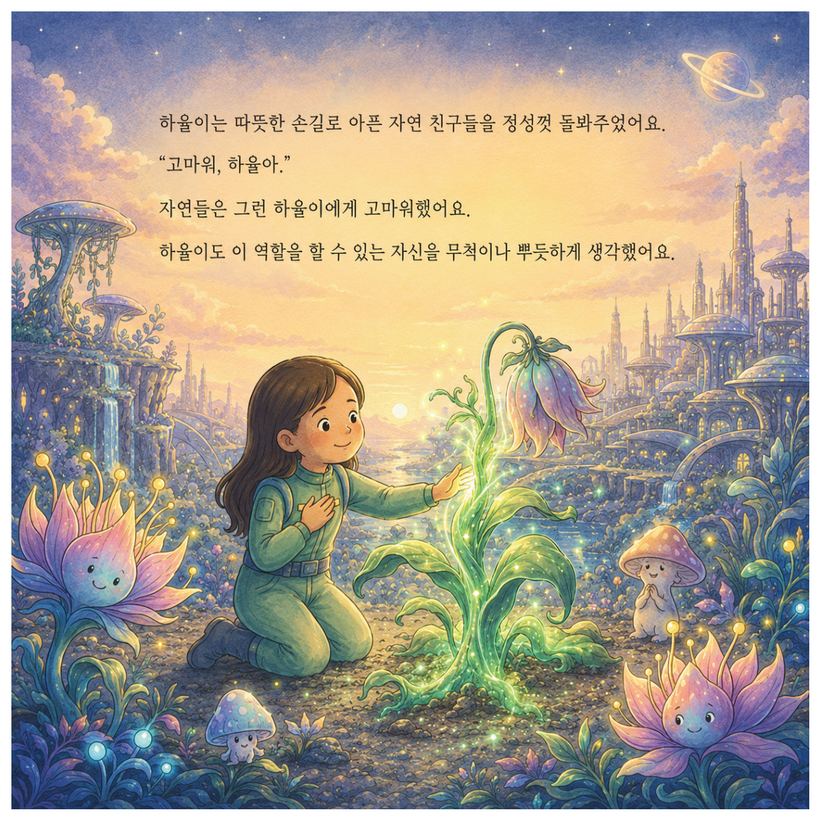 하율이는 따뜻한 손길로 아픈 자연 친구들을 정성껏 돌봐주었어요.
“고마워, 하율아.”
자연들은 그런 하율이에게 고마워했어요.
하율이도 이 역할을 할 수 있는 자신을 무척이나 뿌듯하게 생각했어요.